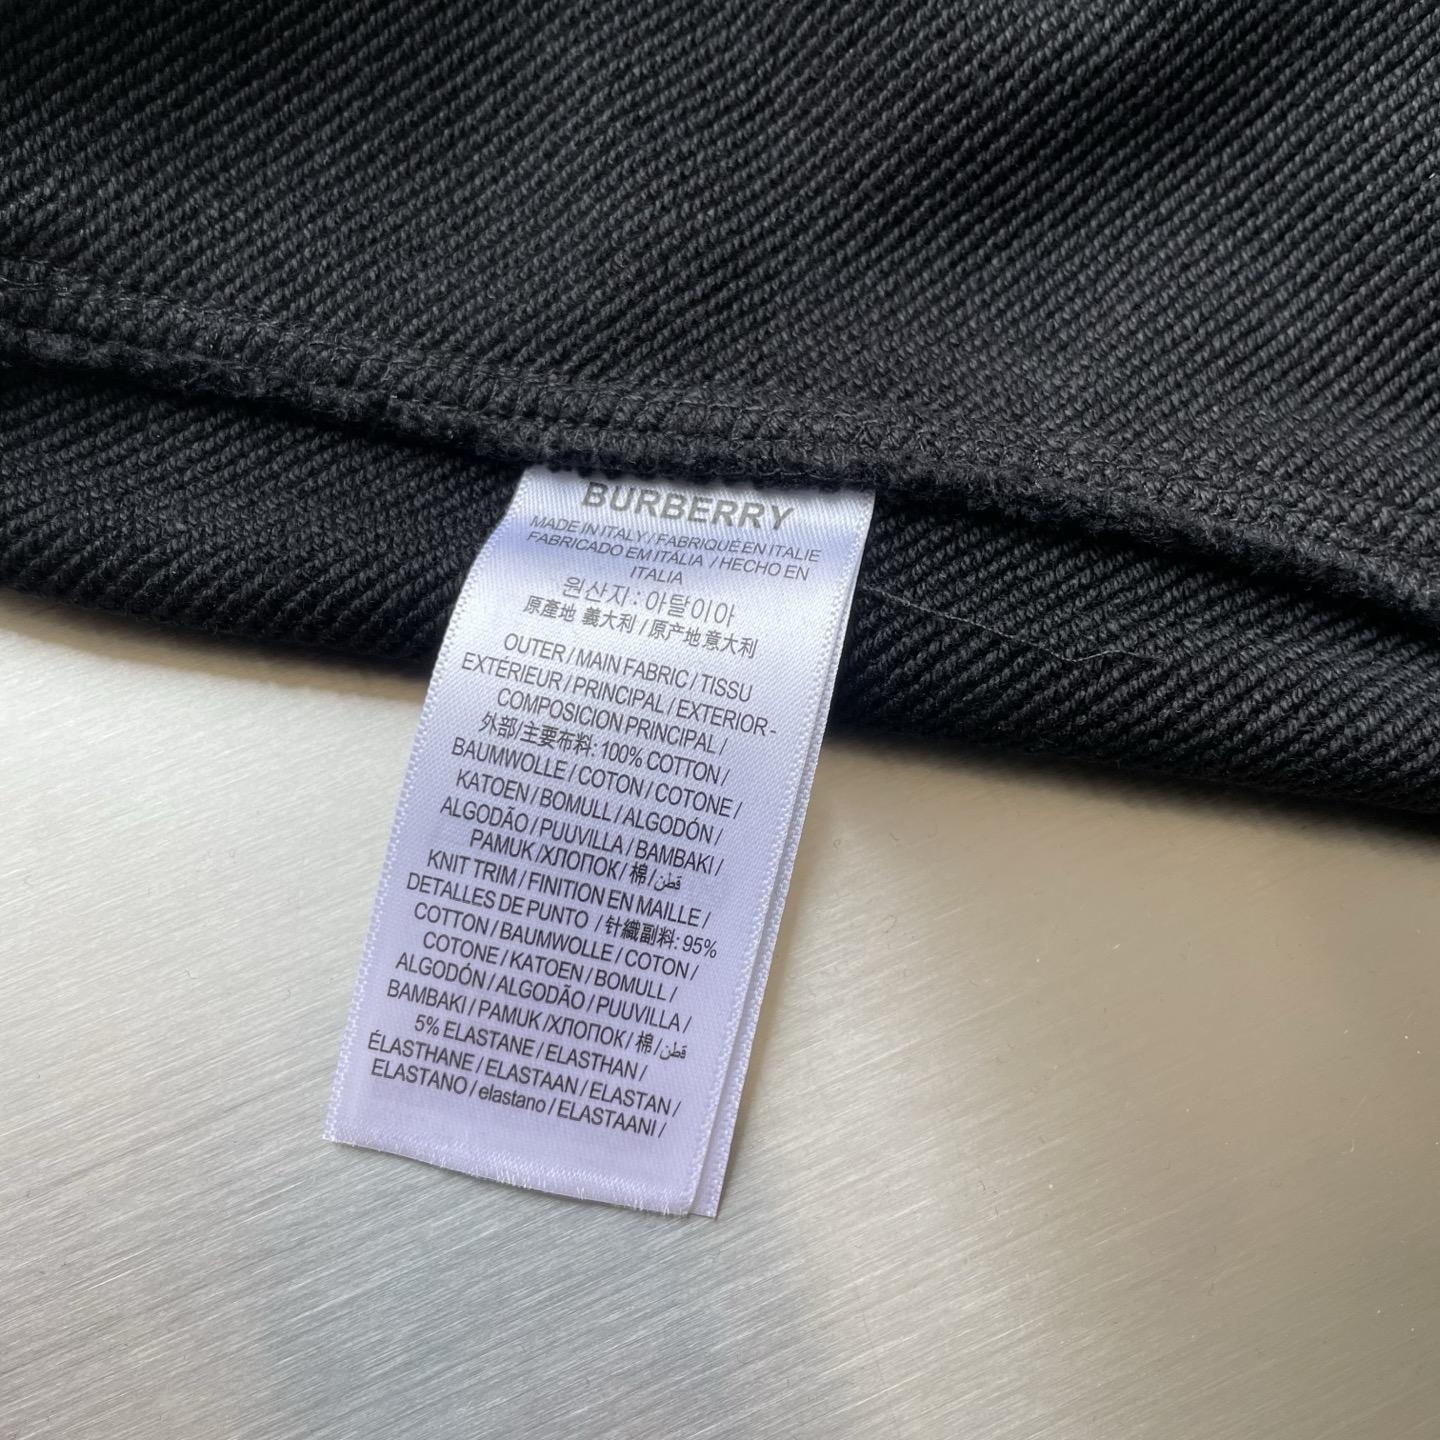 BURBERRY
MADE IN ITALY / FABRIQUÉ EN ITALIE
FABRICADO EM ITÁLIA / HECHO EN
ITALIA
원산지 : 이탈리아
原產地 義大利 / 原产地意大利
OUTER / MAIN FABRIC / TISSU
EXTÉRIEUR / PRINCIPAL / EXTERIOR -
COMPOSICION PRINCIPAL /
外部/主要布料: 100% COTTON /
BAUMWOLLE / COTON / COTONE /
KATOEN / BOMULL / ALGODÓN /
ALGODÃO / PUUVILLA / BAMBAKI /
PAMUK /ХЛОПОК / 棉 / قطن
KNIT TRIM / FINITION EN MAILLE /
DETALLES DE PUNTO / 针織副料: 95%
COTTON / BAUMWOLLE / COTON /
COTONE / KATOEN / BOMULL /
ALGODÓN / ALGODÃO / PUUVILLA /
BAMBAKI / PAMUK /ХЛОПОК / 棉 / قطن
5% ELASTANE / ELASTHAN /
ÉLASTHANE / ELASTAAN / ELASTAN /
ELASTANO / elastano / ELASTAANI /